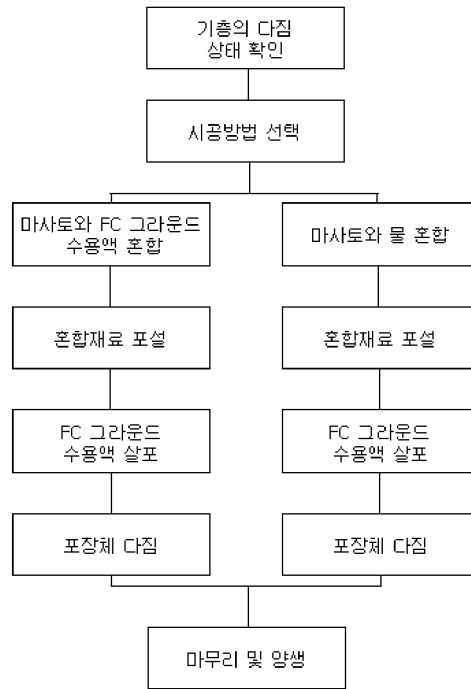 기층의 다짐
상태 확인
시공방법 선택
마사토와 FC 그라운드
수용액 혼합
마사토와 물 혼합
혼합재료 포설
혼합재료 포설
FC 그라운드
수용액 살포
FC 그라운드
수용액 살포
포장체 다짐
포장체 다짐
마무리 및 양생